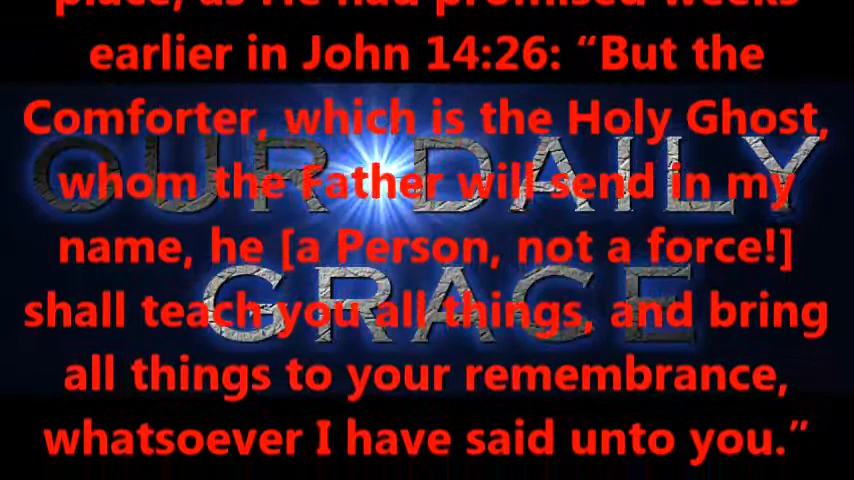 place, as He had promised weeks
earlier in John 14:26: “But the
Comforter, which is the Holy Ghost,
OUR DAILY
whom the Father will send in my
name, he [a Person, not a force!]
GRACE
shall teach you all things, and bring
all things to your remembrance,
whatsoever I have said unto you.”